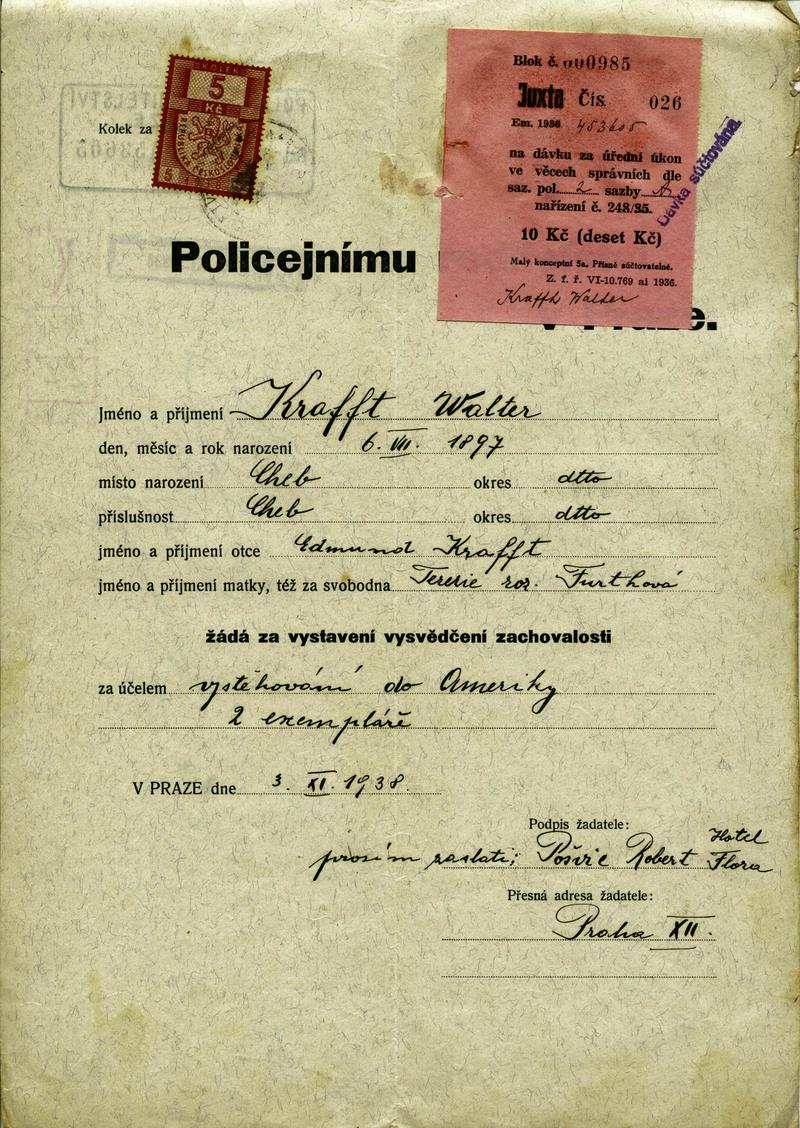 Kolek za
KOLEK
5
Kč
Blok č. 000985
Juxta Čís. 026
Em. 1936 453605
na dávku za úřední úkon
ve věcech správních dle
saz. pol. 2 sazby A
nařízení č. 248/35.
10 Kč (deset Kč)
Malý konceptní 5a. Přísně súčtovatelné.
Z. f. ř. VI-10.769 ai 1936.
Krafft Walter
Dávka súčtována
Policejnímu
v Praze.
Jméno a příjmení Krafft Walter
den, měsíc a rok narození 6. VII. 1897
místo narození Cheb okres dtto
příslušnost Cheb okres dtto
jméno a příjmení otce Edmund Krafft
jméno a příjmení matky, též za svobodna Terezie roz. Furthová
žádá za vystavení vysvědčení zachovalosti
za účelem vystěhování do Ameriky
2 exempláře
V PRAZE dne 3. XI. 1938.
Podpis žadatele:
prosím zaslati; Pošvic Robert Hotel Flora
Přesná adresa žadatele:
Praha XII.